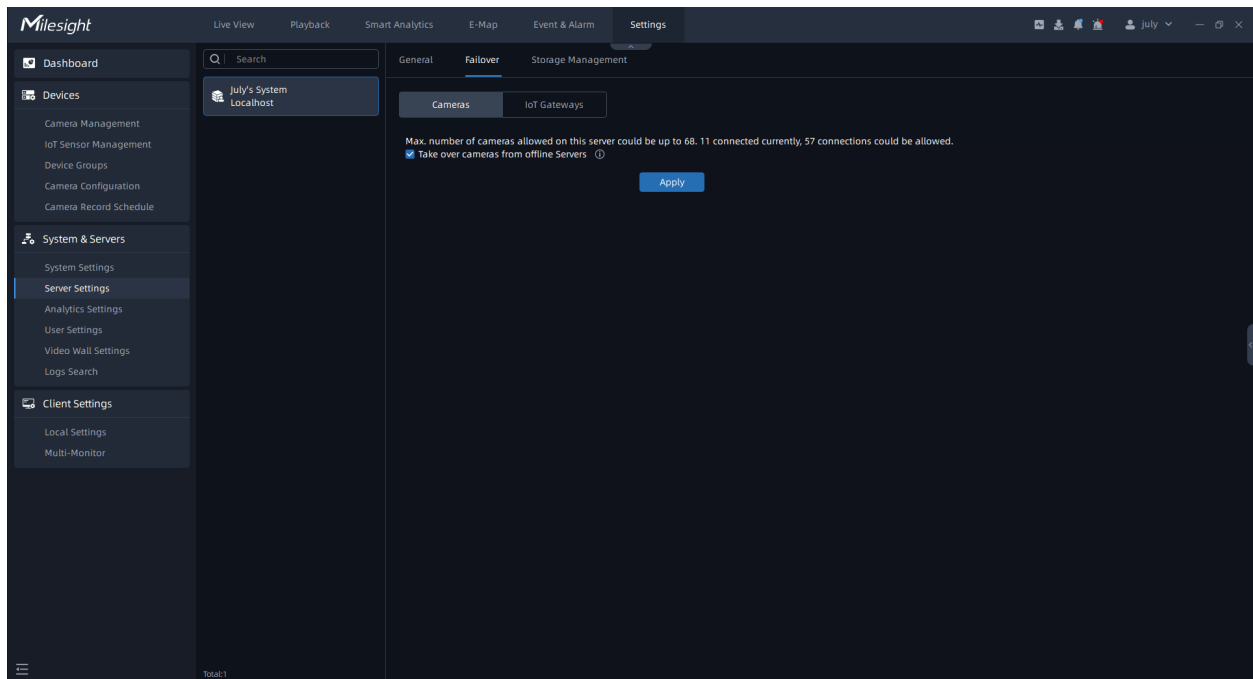 Milesight
Live View
Playback
Smart Analytics
E-Map
Event & Alarm
Settings
july
Dashboard
Devices
Camera Management
IoT Sensor Management
Device Groups
Camera Configuration
Camera Record Schedule
System & Servers
System Settings
Server Settings
Analytics Settings
User Settings
Video Wall Settings
Logs Search
Client Settings
Local Settings
Multi-Monitor
Search
July's System
Localhost
Total:1
General
Failover
Storage Management
Cameras
IoT Gateways
Max. number of cameras allowed on this server could be up to 68. 11 connected currently, 57 connections could be allowed.
Take over cameras from offline Servers
Apply